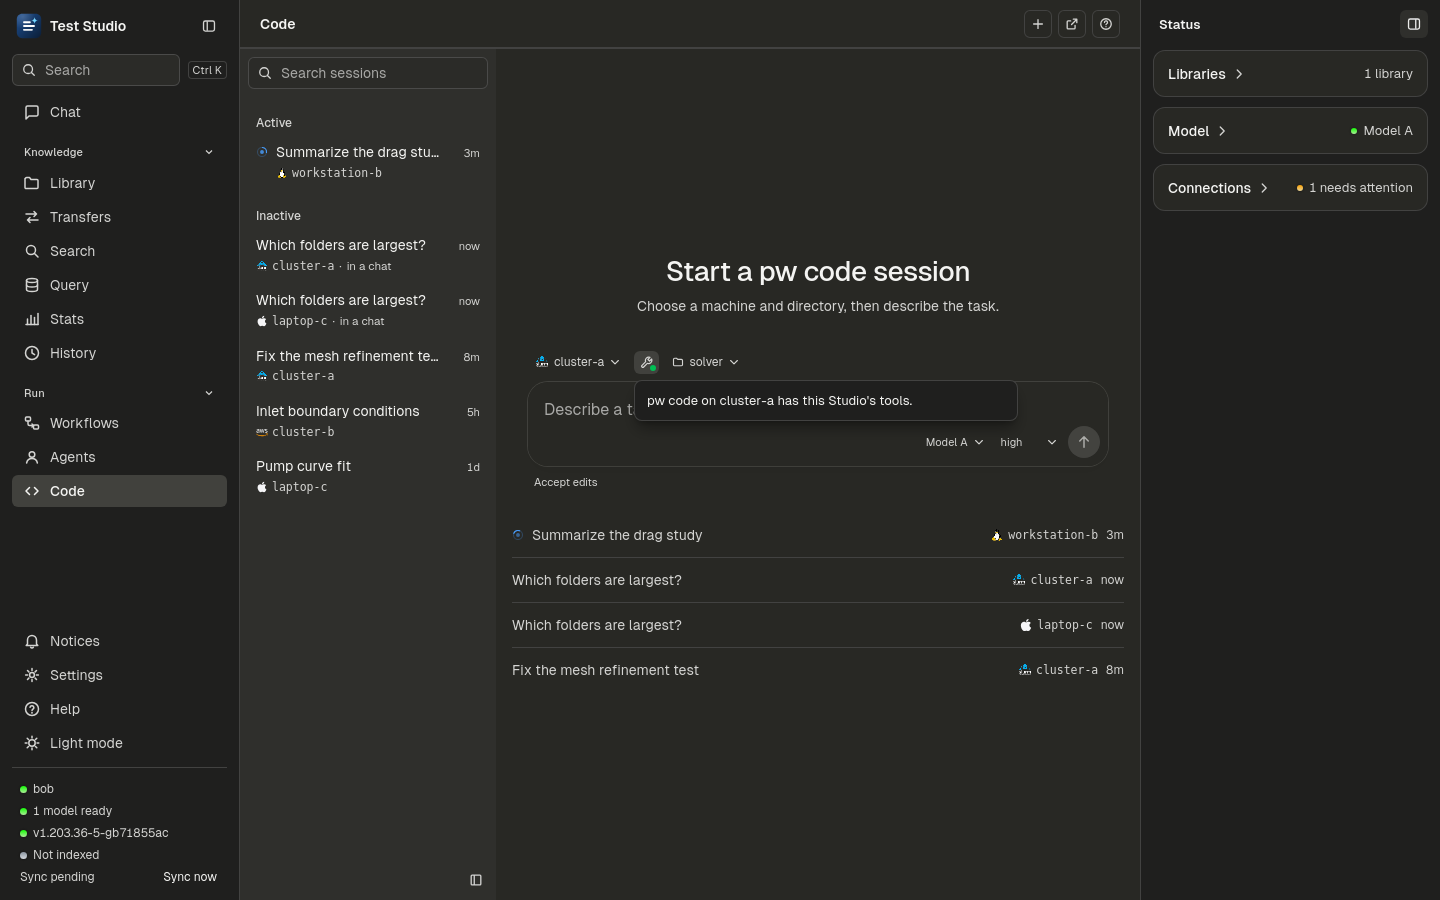 Test Studio
Search
Ctrl K
Chat
Knowledge
Library
Transfers
Search
Query
Stats
History
Run
Workflows
Agents
Code
Notices
Settings
Help
Light mode
bob
1 model ready
v1.203.36-5-gb71855ac
Not indexed
Sync pending
Sync now
Code
Search sessions
Active
Summarize the drag stu...
3m
workstation-b
Inactive
Which folders are largest?
now
cluster-a · in a chat
Which folders are largest?
now
laptop-c · in a chat
Fix the mesh refinement te...
8m
cluster-a
Inlet boundary conditions
5h
cluster-b
Pump curve fit
1d
laptop-c
Start a pw code session
Choose a machine and directory, then describe the task.
cluster-a
solver
pw code on cluster-a has this Studio's tools.
Describe a t
Model A
high
Accept edits
Summarize the drag study
workstation-b 3m
Which folders are largest?
cluster-a now
Which folders are largest?
laptop-c now
Fix the mesh refinement test
cluster-a 8m
Status
Libraries
1 library
Model
Model A
Connections
1 needs attention